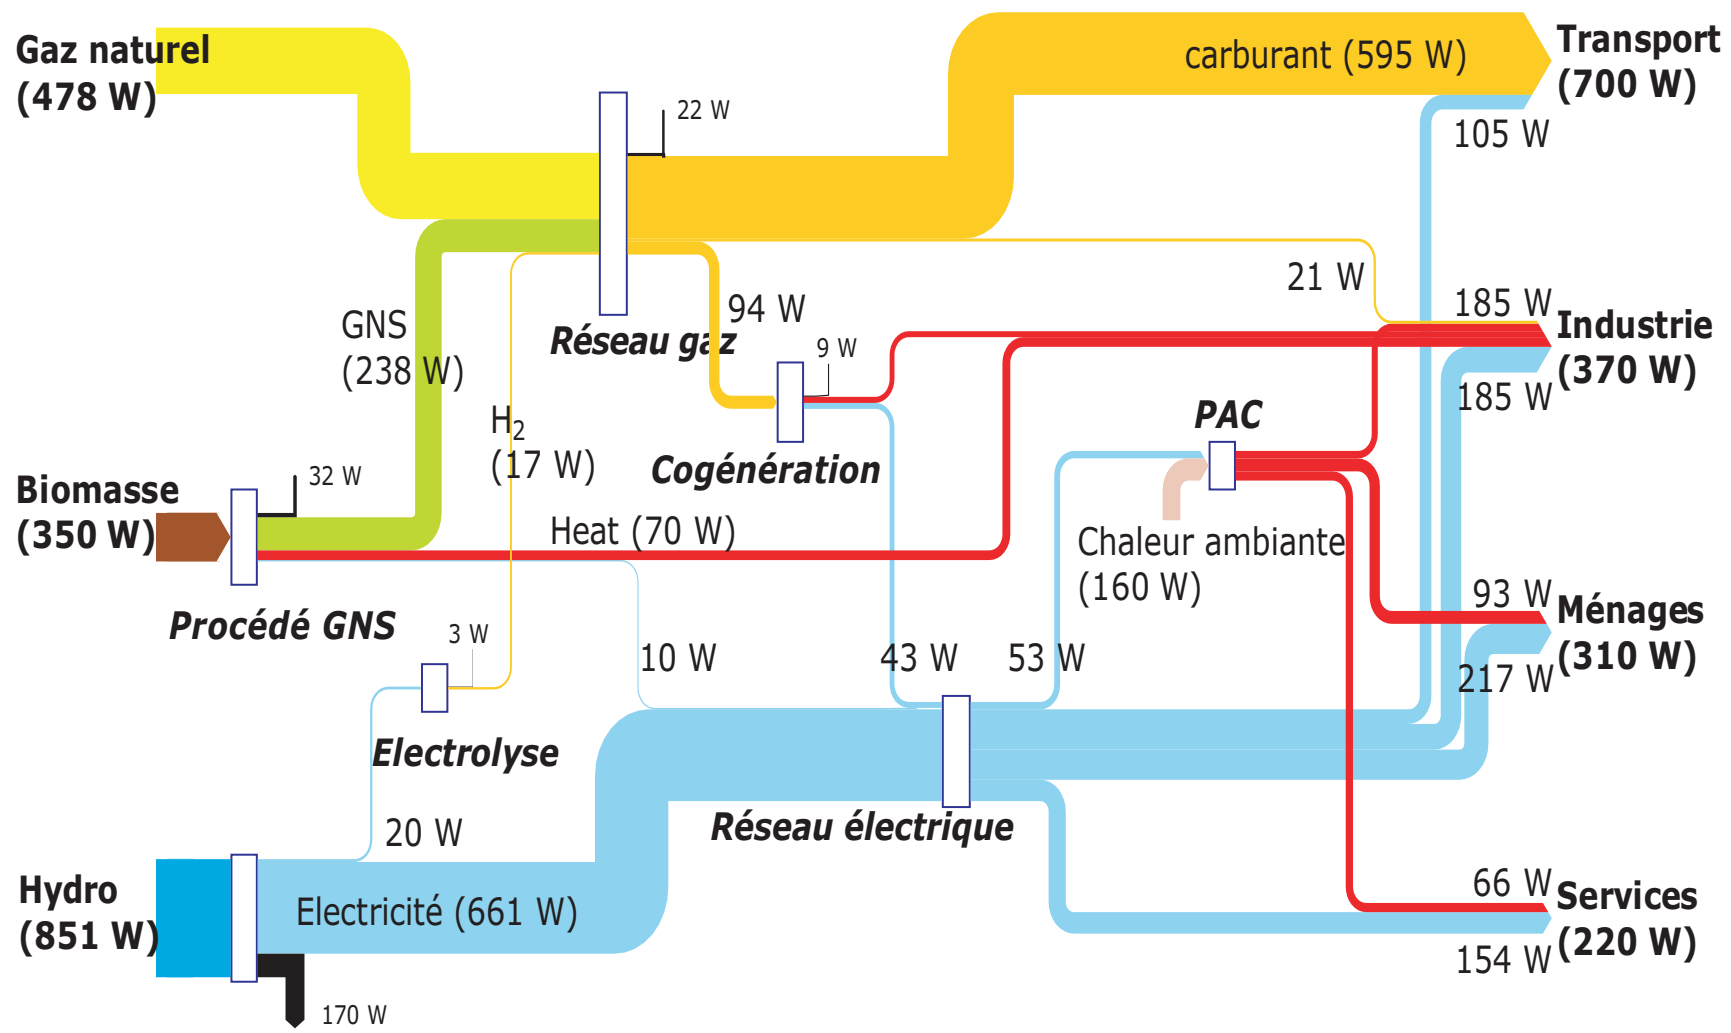 Gaz naturel
(478 W)
22 W
carburant (595 W)
Transport
(700 W)
105 W
GNS
(238 W)
H2
(17 W)
Réseau gaz
94 W
9 W
21 W
185 W
Industrie
(370 W)
185 W
PAC
Cogénération
Biomasse
(350 W)
32 W
Heat (70 W)
Chaleur ambiante
(160 W)
Procédé GNS
3 W
10 W
43 W
53 W
93 W
Ménages
(310 W)
217 W
Electrolyse
20 W
Réseau électrique
Hydro
(851 W)
Electricité (661 W)
170 W
66 W
Services
(220 W)
154 W